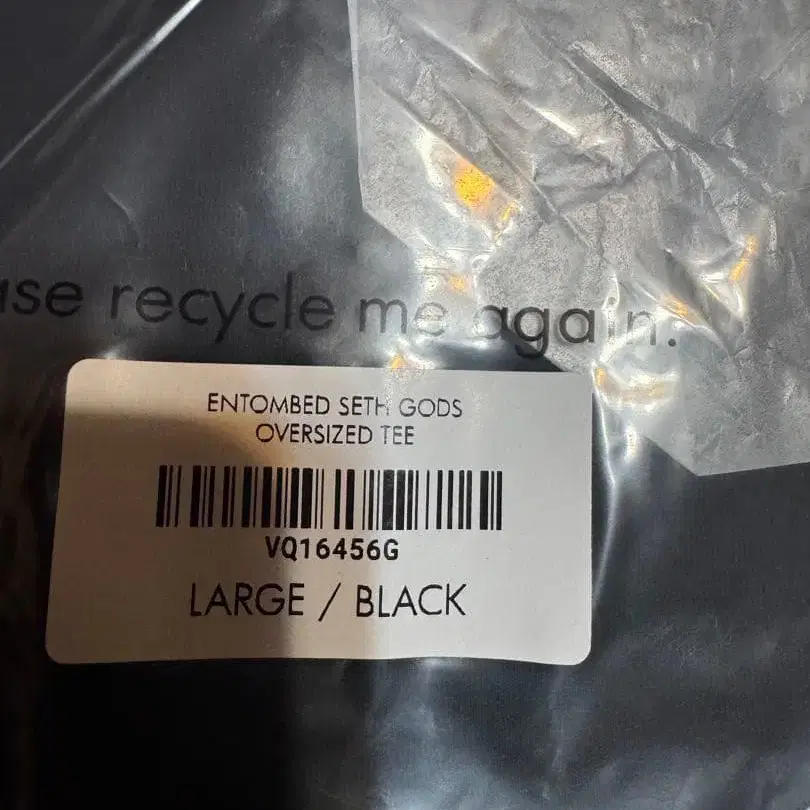 ase recycle me again.
ENTOMBED SETH GODS
OVERSIZED TEE
VQ16456G
LARGE / BLACK